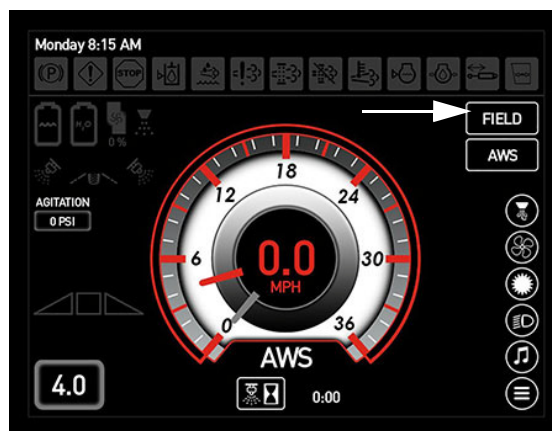 Monday 8:15 AM
(P)
STOP
FIELD
AWS
H₂O
0 %
AGITATION
0 PSI
18
12
24
6
30
0.0
MPH
0
36
AWS
4.0
0:00